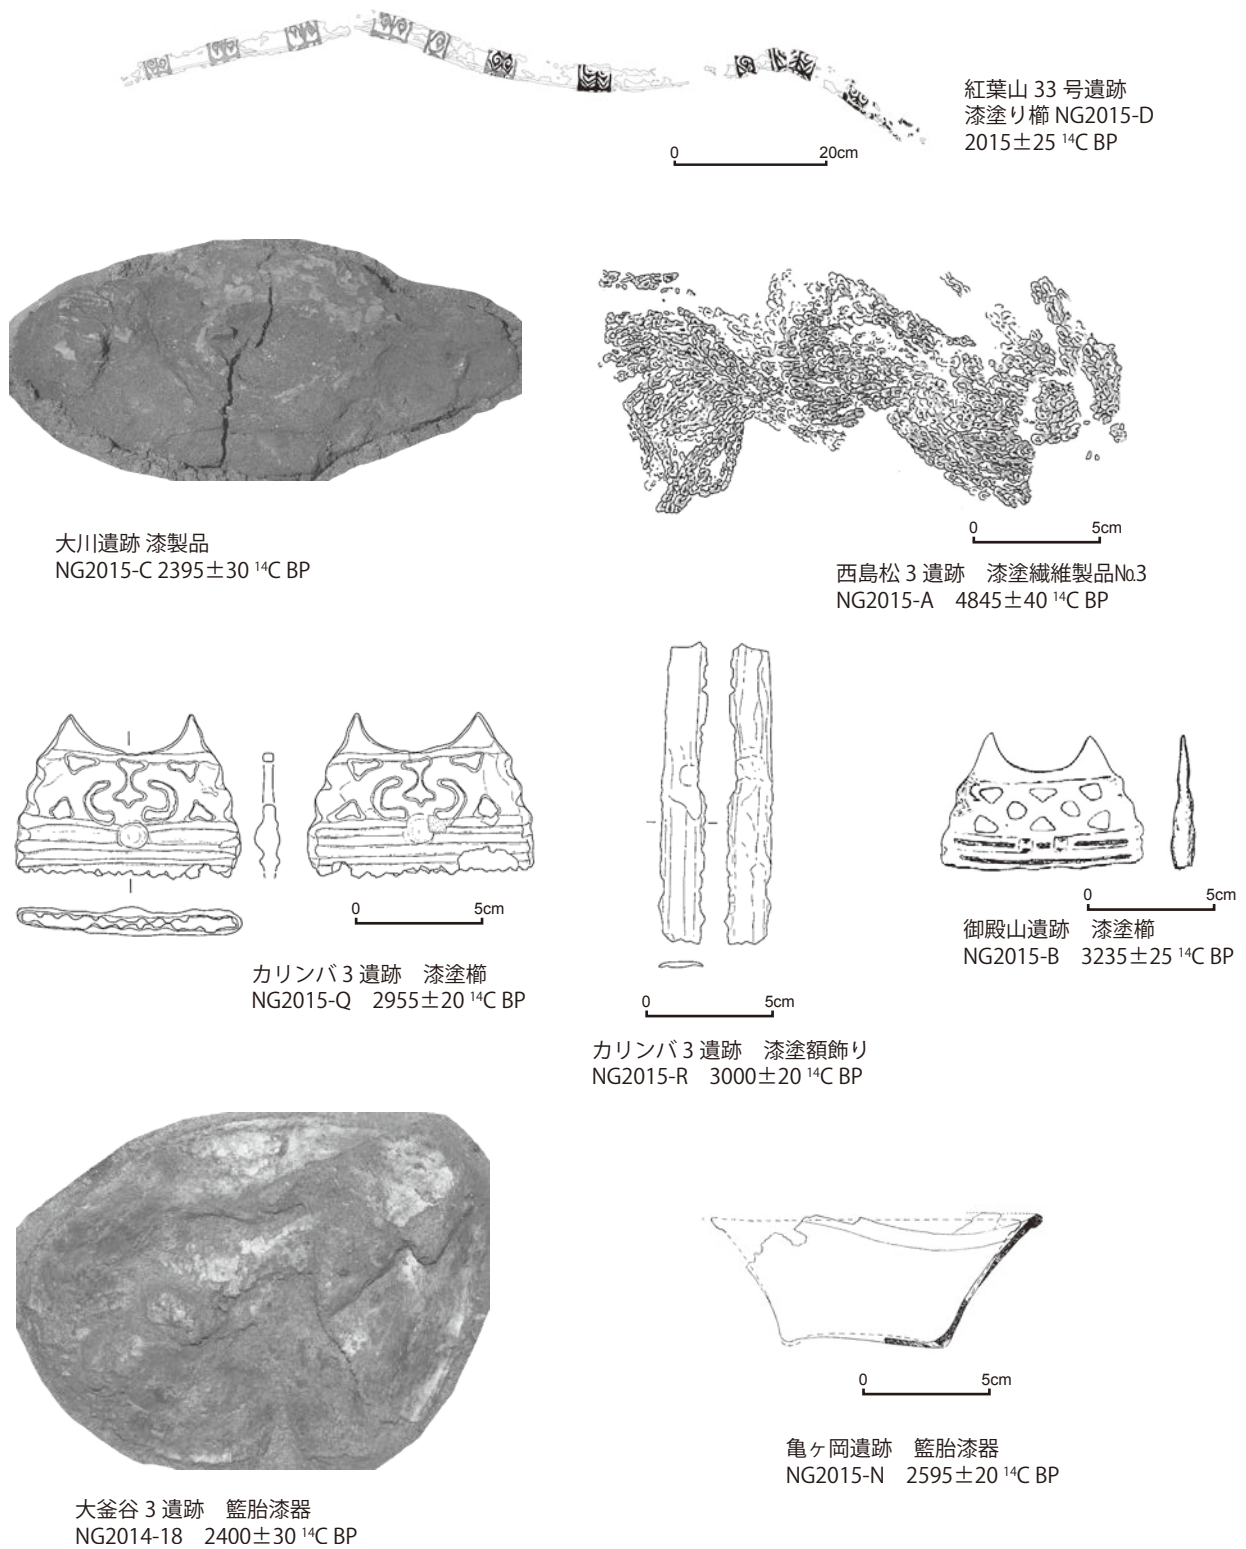 紅葉山 33 号遺跡
漆塗り櫛 NG2015-D
2015±25 ¹⁴C BP
0 20cm
大川遺跡 漆製品
NG2015-C 2395±30 ¹⁴C BP
0 5cm
西島松 3 遺跡　漆塗繊維製品№3
NG2015-A　4845±40 ¹⁴C BP
0 5cm
カリンバ 3 遺跡　漆塗櫛
NG2015-Q　2955±20 ¹⁴C BP
0 5cm
カリンバ 3 遺跡　漆塗額飾り
NG2015-R　3000±20 ¹⁴C BP
0 5cm
御殿山遺跡　漆塗櫛
NG2015-B　3235±25 ¹⁴C BP
大釜谷 3 遺跡　籃胎漆器
NG2014-18　2400±30 ¹⁴C BP
0 5cm
亀ヶ岡遺跡　籃胎漆器
NG2015-N　2595±20 ¹⁴C BP